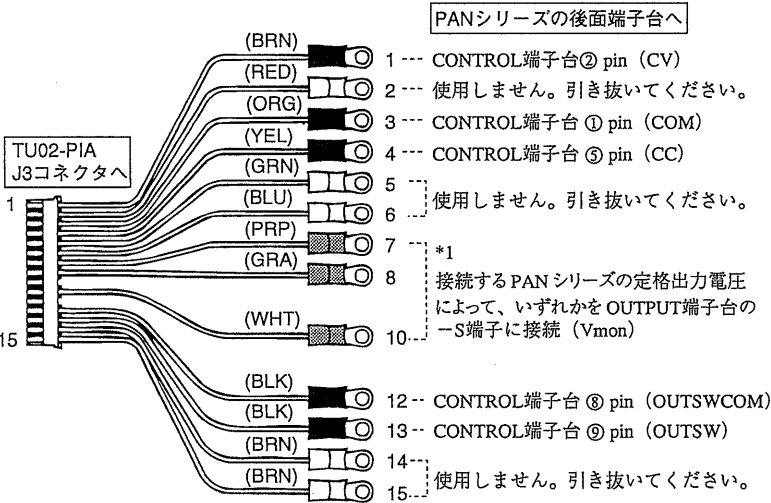 PANシリーズの後面端子台へ
(BRN) 1 --- CONTROL端子台② pin（CV）
(RED) 2 --- 使用しません。引き抜いてください。
(ORG) 3 --- CONTROL端子台 ① pin（COM）
(YEL) 4 --- CONTROL端子台 ⑤ pin（CC）
TU02-PIA
J3コネクタへ
(GRN) 5
使用しません。引き抜いてください。
1
(BLU) 6
(PRP) 7
*1
(GRA) 8
接続するPANシリーズの定格出力電圧
によって、いずれかをOUTPUT端子台の
－S端子に接続（Vmon）
(WHT) 10
15
(BLK) 12 -- CONTROL端子台 ⑧ pin（OUTSWCOM）
(BLK) 13 -- CONTROL端子台 ⑨ pin（OUTSW）
(BRN) 14
使用しません。引き抜いてください。
(BRN) 15